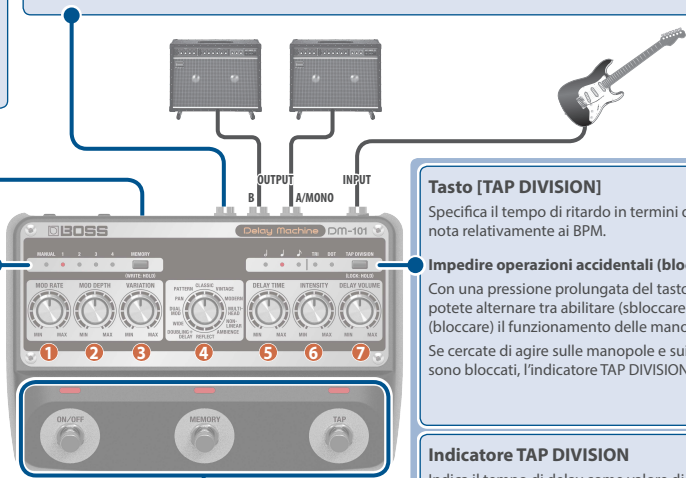 OUTPUT
INPUT
B
A/MONO
BOSS
Delay Machine DM-101
MANUAL 1 2 3 4 MEMORY
(WRITE: HOLD)
TRI DOT TAP DIVISION
(LOCK: HOLD)
MOD RATE
MOD DEPTH
VARIATION
DELAY TIME
INTENSITY
DELAY VOLUME
CLASSIC
PATTERN
VINTAGE
PAN
MODERN
DUAL MOD
MULTI-HEAD
WIDE
NON-LINEAR
DOUBLING + DELAY
REFLECT
AMBIENCE
MIN MAX
MIN MAX
MIN MAX
MIN MAX
MIN MAX
MIN MAX
1
2
3
4
5
6
7
ON/OFF
MEMORY
TAP
Tasto [TAP DIVISION]
Specifica il tempo di ritardo in termini
nota relativamente ai BPM.
Impedire operazioni accidentali
Con una pressione prolungata del tasto
potete alternare tra abilitare (sbloccare
(bloccare) il funzionamento delle
Se cercate di agire sulle manopole e
sono bloccati, l'indicatore TAP DIVISION
Indicatore TAP DIVISION